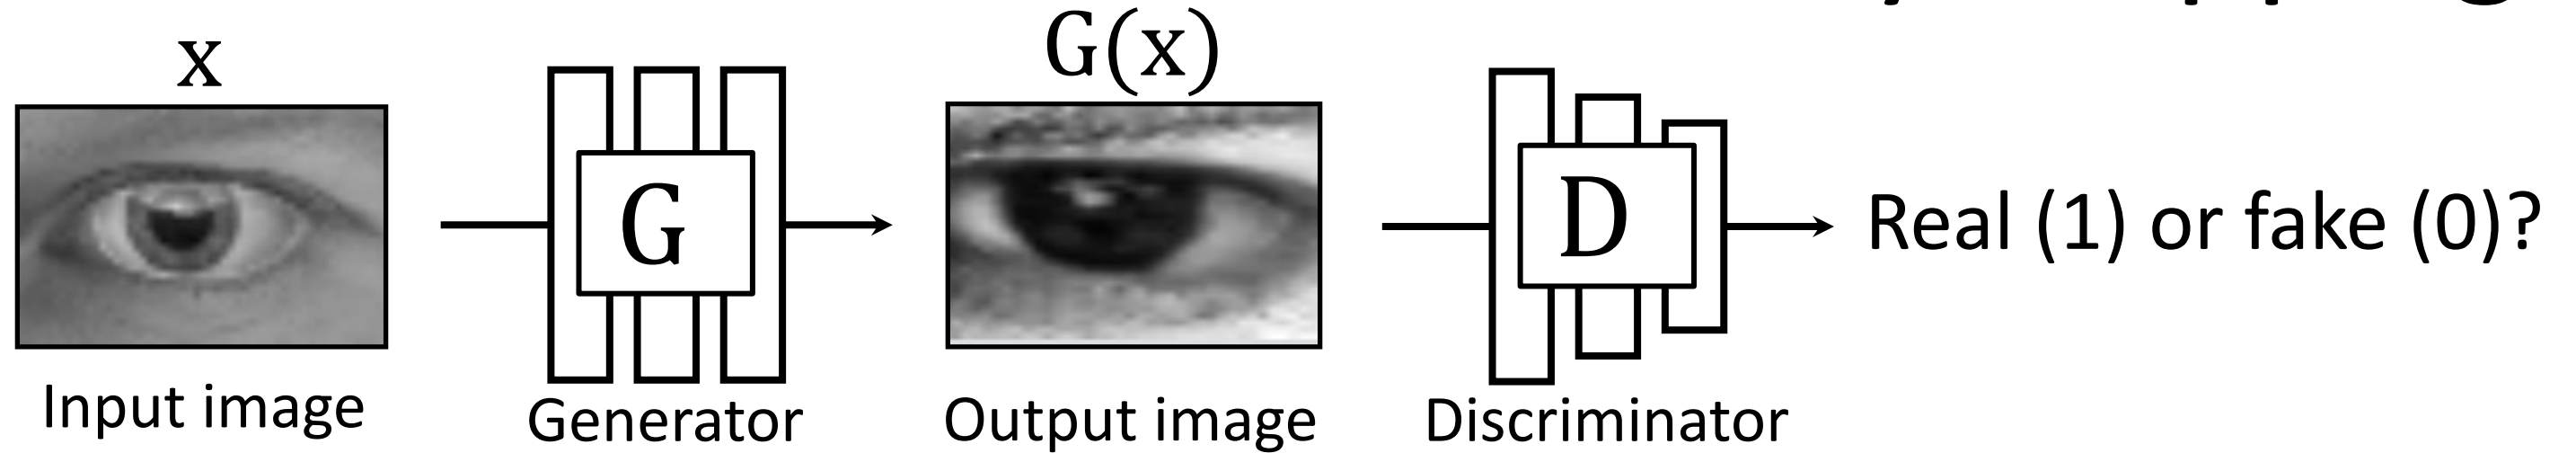 x
G(x)
G
D
Real (1) or fake (0)?
Input image
Generator
Output image
Discriminator